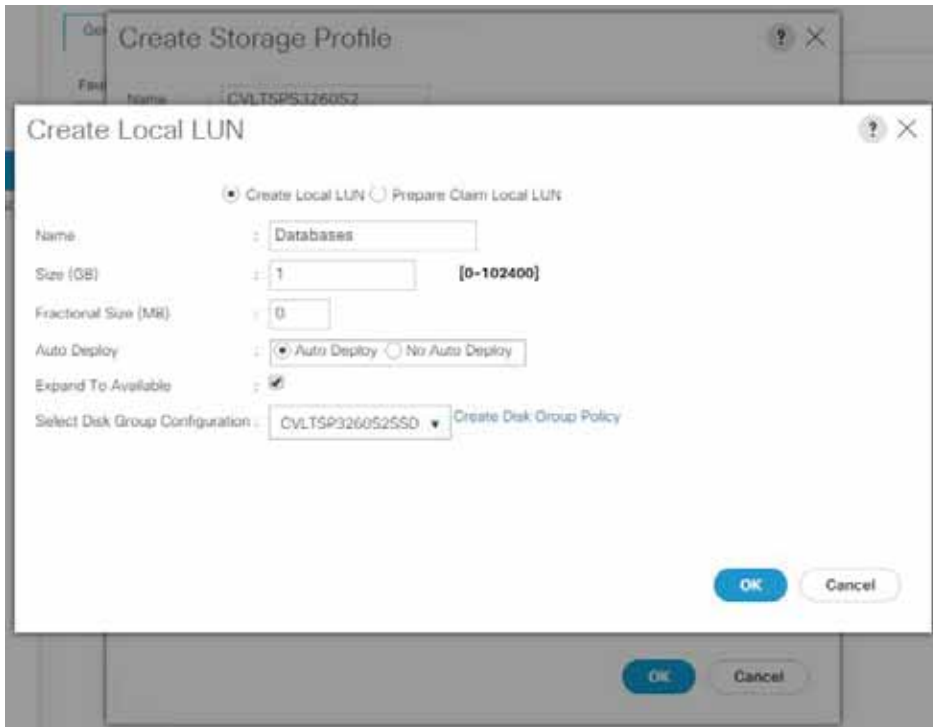 Create Storage Profile
? ×
Name : CVLTSPS3260S2
Create Local LUN
? ×
Create Local LUN Prepare Claim Local LUN
Name : Databases
Size (GB) : 1 [0-102400]
Fractional Size (MB) : 0
Auto Deploy : Auto Deploy No Auto Deploy
Expand To Available :
Select Disk Group Configuration : CVLTSP3260S2SSD Create Disk Group Policy
OK Cancel
OK Cancel